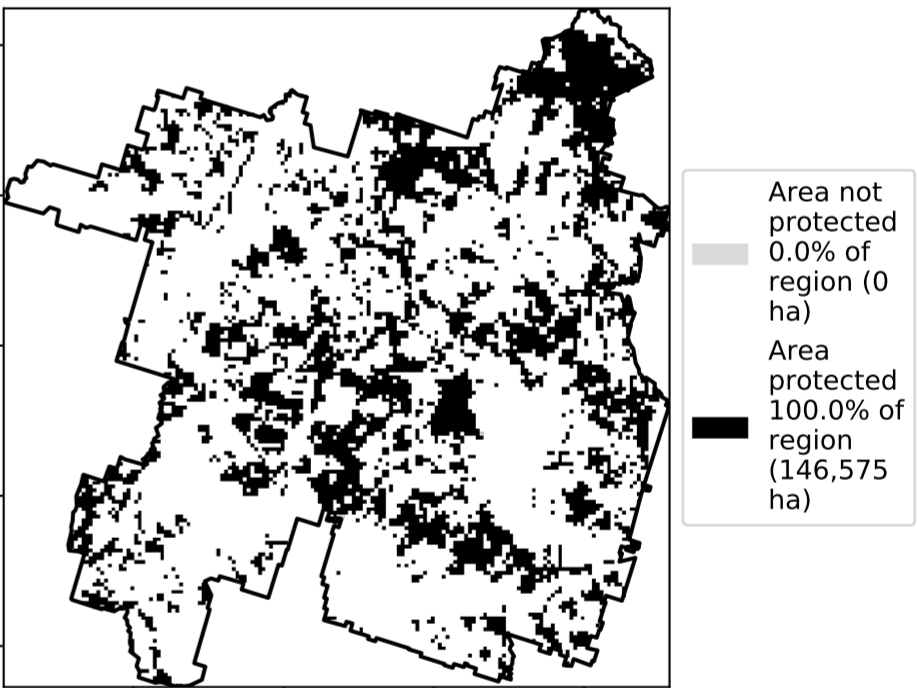 Area not
protected
0.0% of
region (0
ha)
Area
protected
100.0% of
region
(146,575
ha)